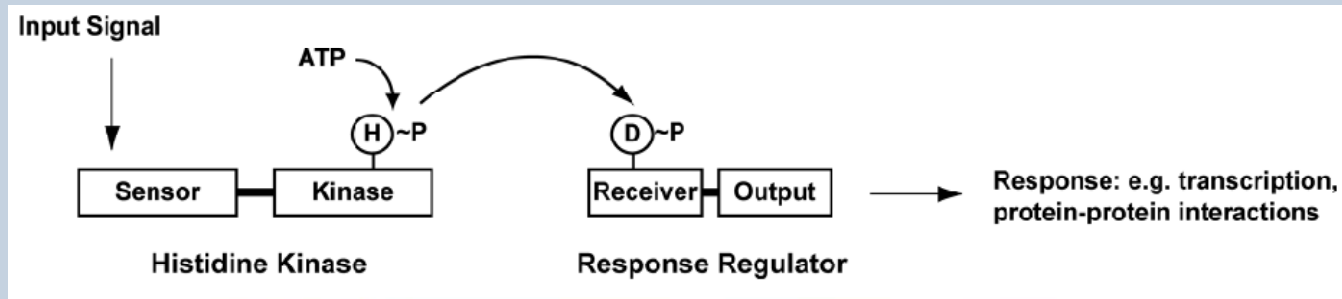 Input Signal
ATP
H ~P
D ~P
Sensor
Kinase
Receiver
Output
Response: e.g. transcription,
protein-protein interactions
Histidine Kinase
Response Regulator